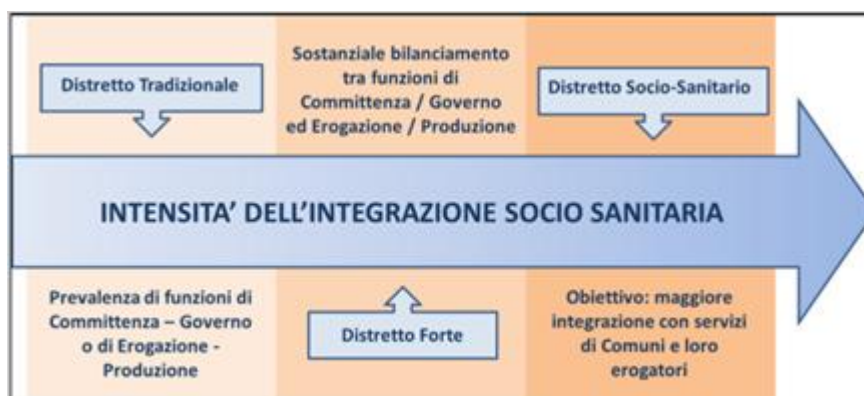 Distretto Tradizionale
Sostanziale bilanciamento
tra funzioni di
Committenza / Governo
ed Erogazione / Produzione
Distretto Socio-Sanitario
INTENSITA' DELL'INTEGRAZIONE SOCIO SANITARIA
Prevalenza di funzioni di
Committenza – Governo
o di Erogazione -
Produzione
Distretto Forte
Obiettivo: maggiore
integrazione con servizi
di Comuni e loro
erogatori